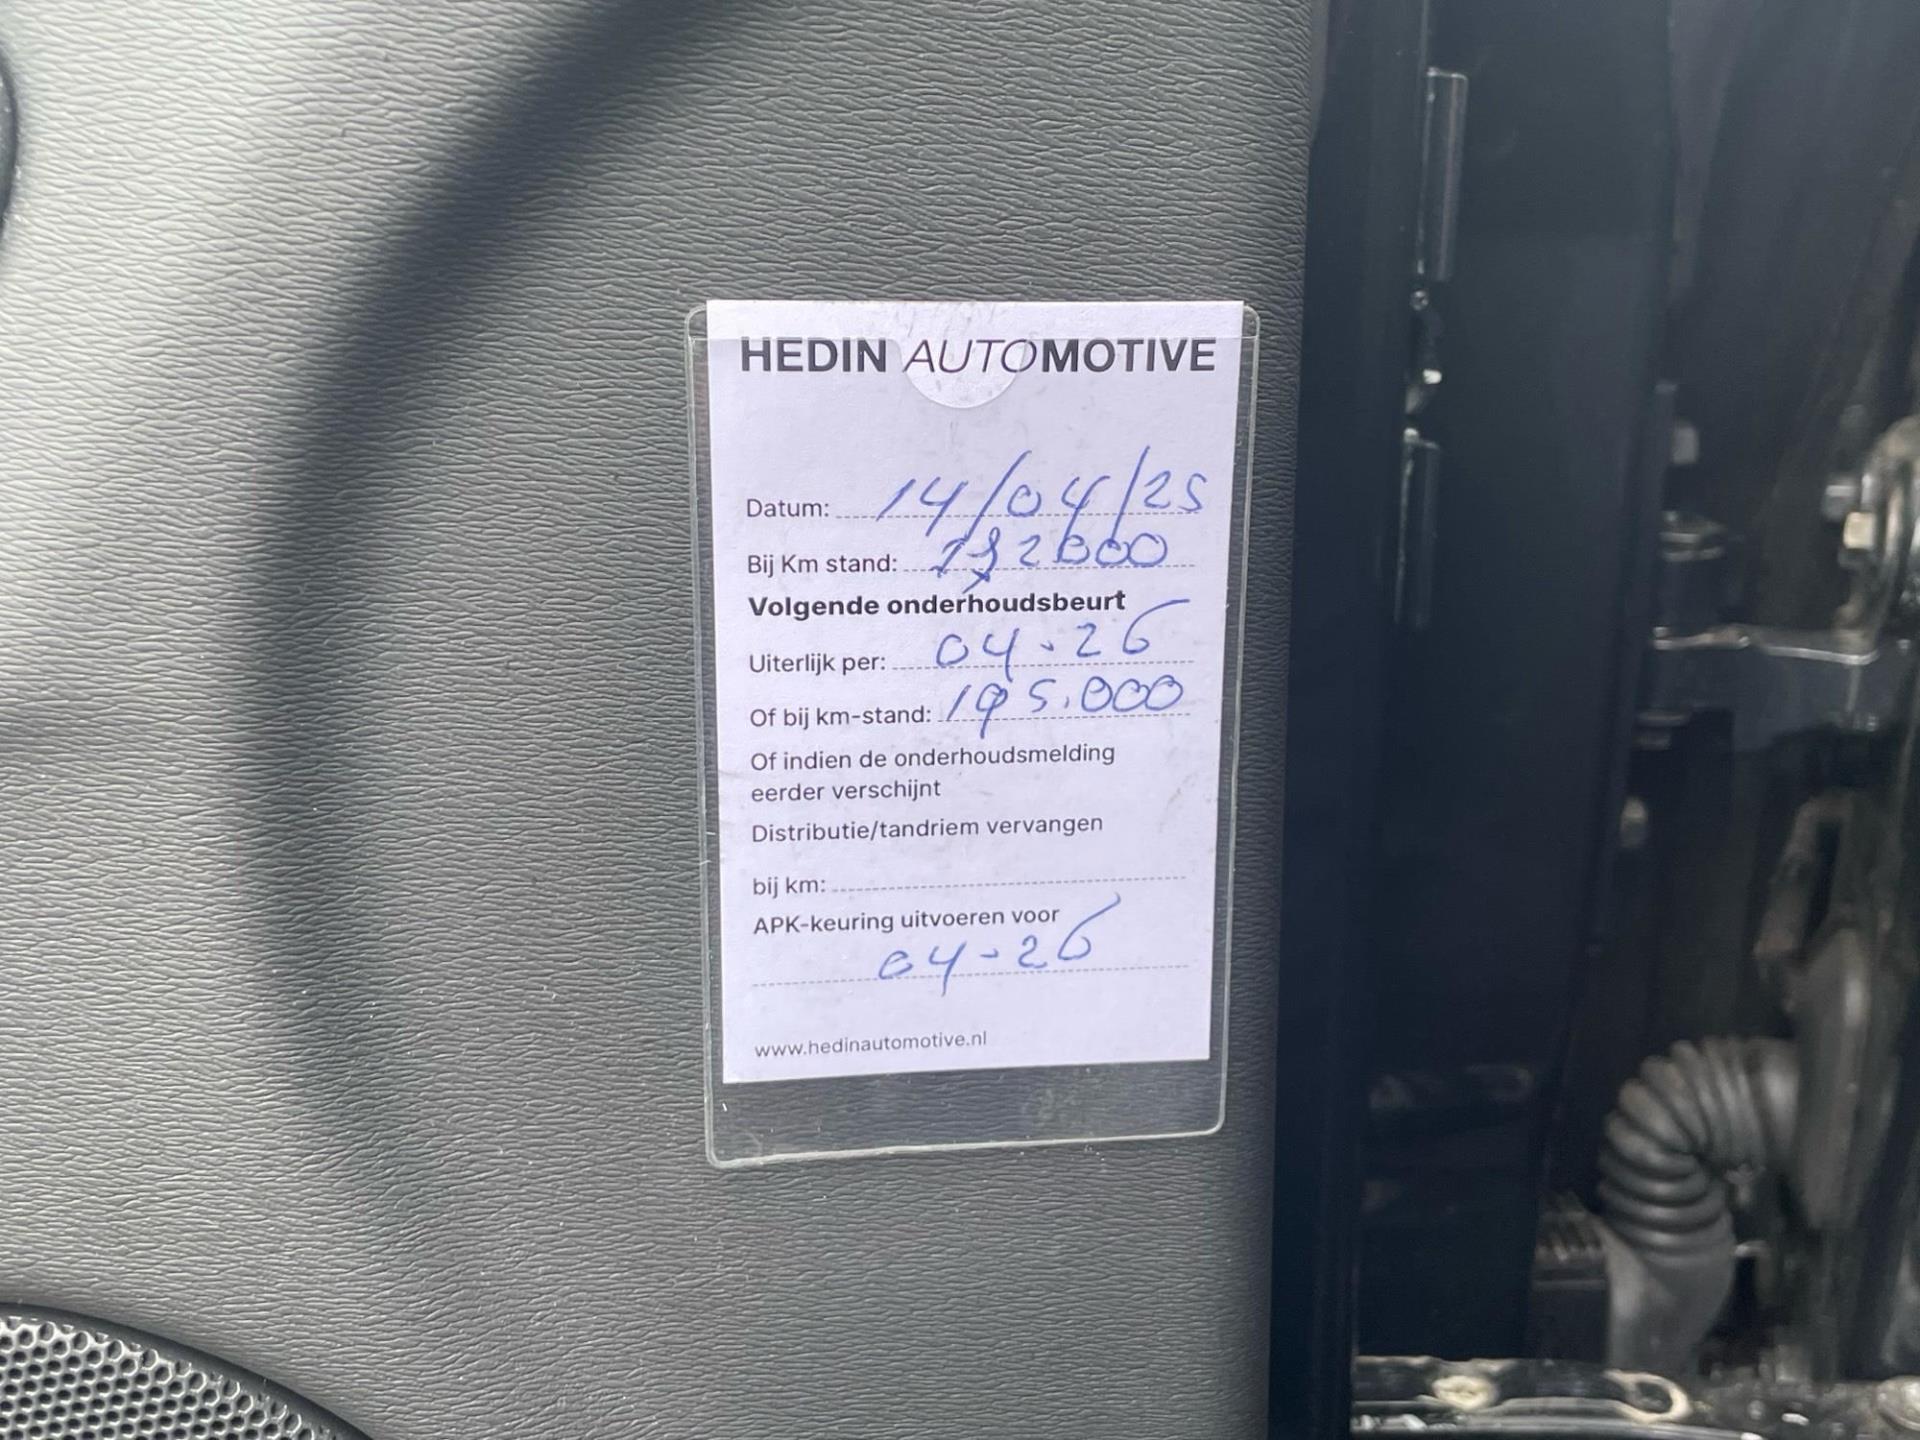 HEDIN AUTOMOTIVE
Datum: 14/04/25
Bij Km stand:
Volgende onderhoudsbeurt
Uiterlijk per: 04-26
Of bij km-stand: 195.000
Of indien de onderhoudsmelding
eerder verschijnt
Distributie/tandriem vervangen
bij km:
APK-keuring uitvoeren voor
04-26
www.hedinautomotive.nl